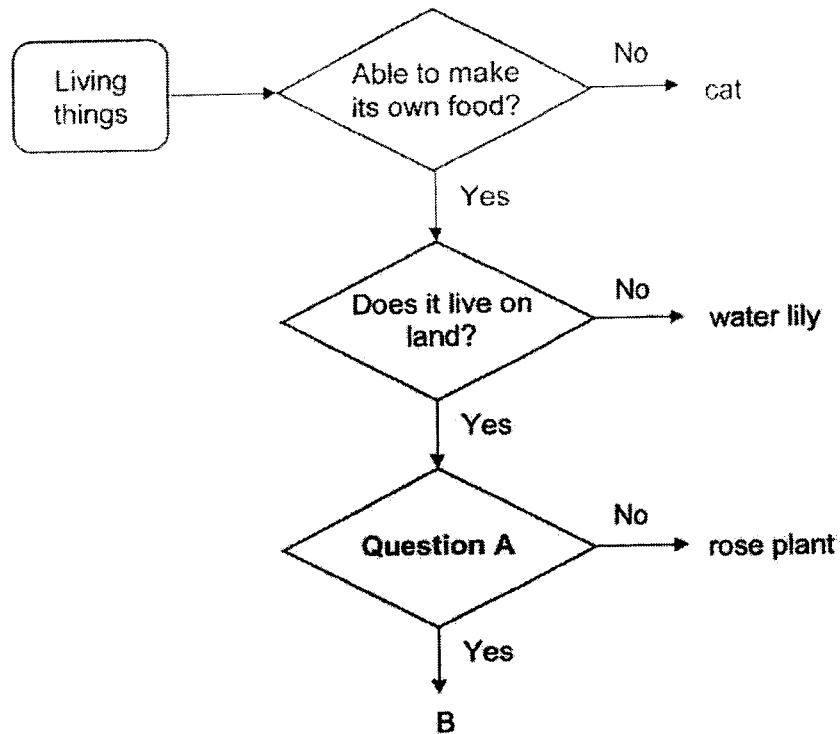 Living
things
Able to make
its own food?
No
cat
Yes
Does it live on
land?
No
water lily
Yes
Question A
No
rose plant
Yes
B